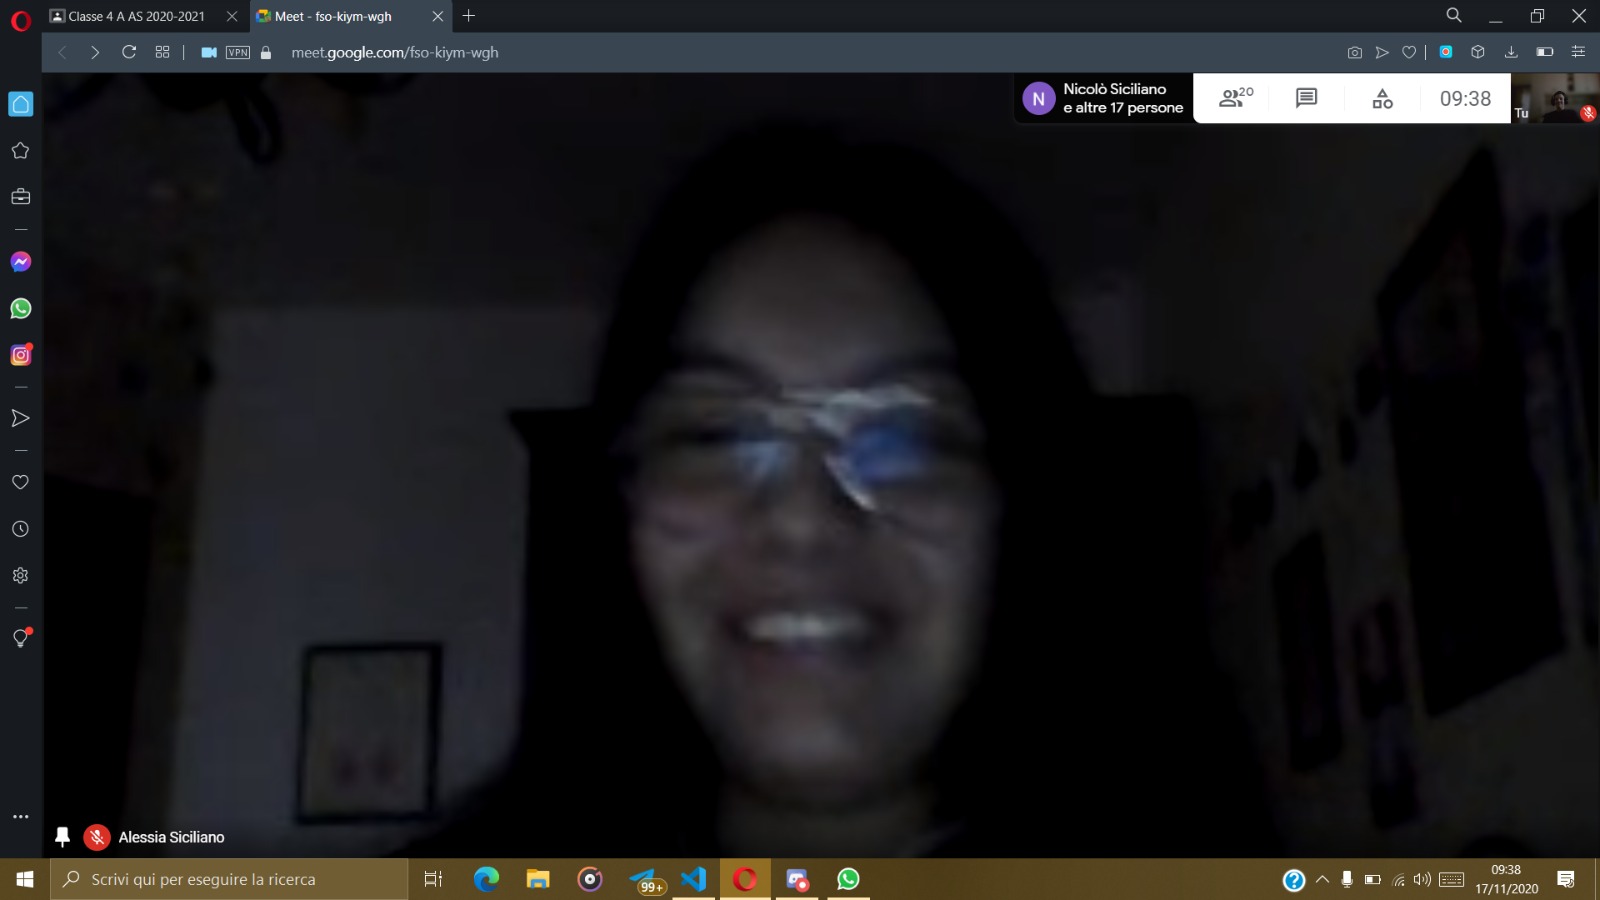 Classe 4 A AS 2020-2021
Meet - fso-kiym-wgh
VPN
meet.google.com/fso-kiym-wgh
N
Nicolò Siciliano
e altre 17 persone
20
09:38
Tu
Alessia Siciliano
Scrivi qui per eseguire la ricerca
99+
09:38
17/11/2020